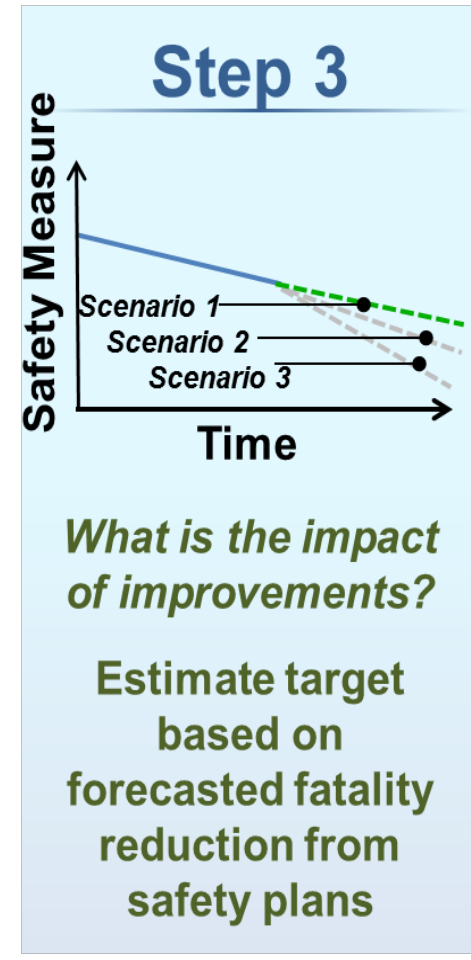 Step 3
Safety Measure
Scenario 1
Scenario 2
Scenario 3
Time
What is the impact
of improvements?
Estimate target
based on
forecasted fatality
reduction from
safety plans